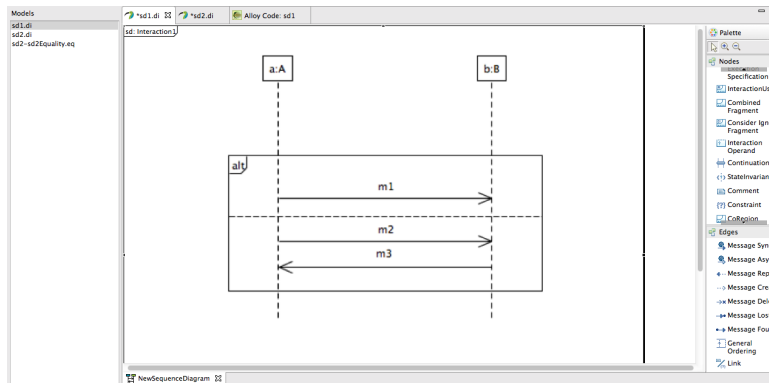 Models
sd1.di
sd2.di
sd2-sd2Equality.eq
*sd1.di
*sd2.di
Alloy Code: sd1
sd: Interaction1
a:A
b:B
alt
m1
m2
m3
NewSequenceDiagram
Palette
Nodes
Specification
InteractionUs
Combined
Fragment
Consider Ign
Fragment
Interaction
Operand
Continuation
StateInvarian
Comment
Constraint
CoRegion
Edges
Message Syn
Message Asy
Message Rep
Message Crea
Message Dele
Message Los
Message Fou
General
Ordering
Link